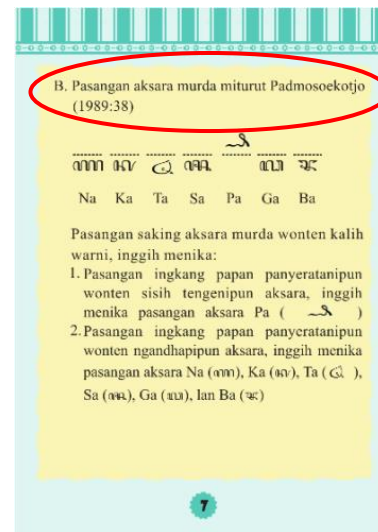 B. Pasangan aksara murda miturut Padmosoekotjo
(1989:38)
Na Ka Ta Sa Pa Ga Ba
Pasangan saking aksara murda wonten kalih
warni, inggih menika:
1. Pasangan ingkang papan panyeratanipun
wonten sisih tengenipun aksara, inggih
menika pasangan aksara Pa ( )
2. Pasangan ingkang papan panyeratanipun
wonten ngandhapipun aksara, inggih menika
pasangan aksara Na ( ), Ka ( ), Ta ( ),
Sa ( ), Ga ( ), lan Ba ( )
7